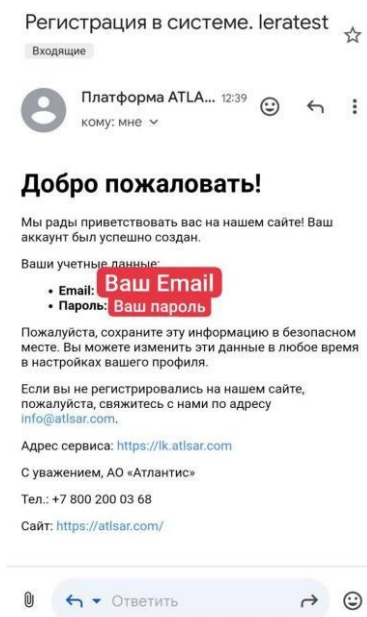 Регистрация в системе. leratest
Входящие
Платформа ATLA... 12:39
кому: мне
Добро пожаловать!
Мы рады приветствовать вас на нашем сайте! Ваш
аккаунт был успешно создан.
Ваши учетные данные:
• Email: Ваш Email
• Пароль: Ваш пароль
Пожалуйста, сохраните эту информацию в безопасном
месте. Вы можете изменить эти данные в любое время
в настройках вашего профиля.
Если вы не регистрировались на нашем сайте,
пожалуйста, свяжитесь с нами по адресу
info@atlsar.com.
Адрес сервиса: https://lk.atlsar.com
С уважением, АО «Атлантис»
Тел.: +7 800 200 03 68
Сайт: https://atlsar.com/
Ответить